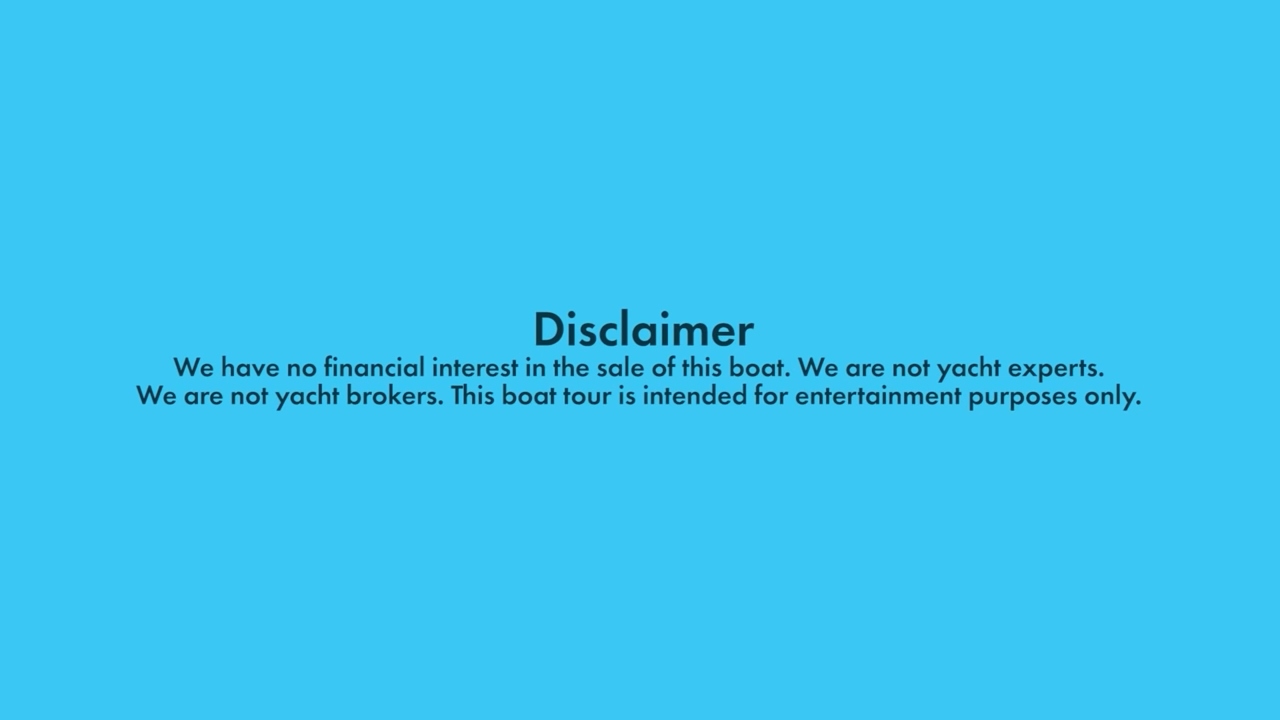 Disclaimer
We have no financial interest in the sale of this boat. We are not yacht experts.
We are not yacht brokers. This boat tour is intended for entertainment purposes only.